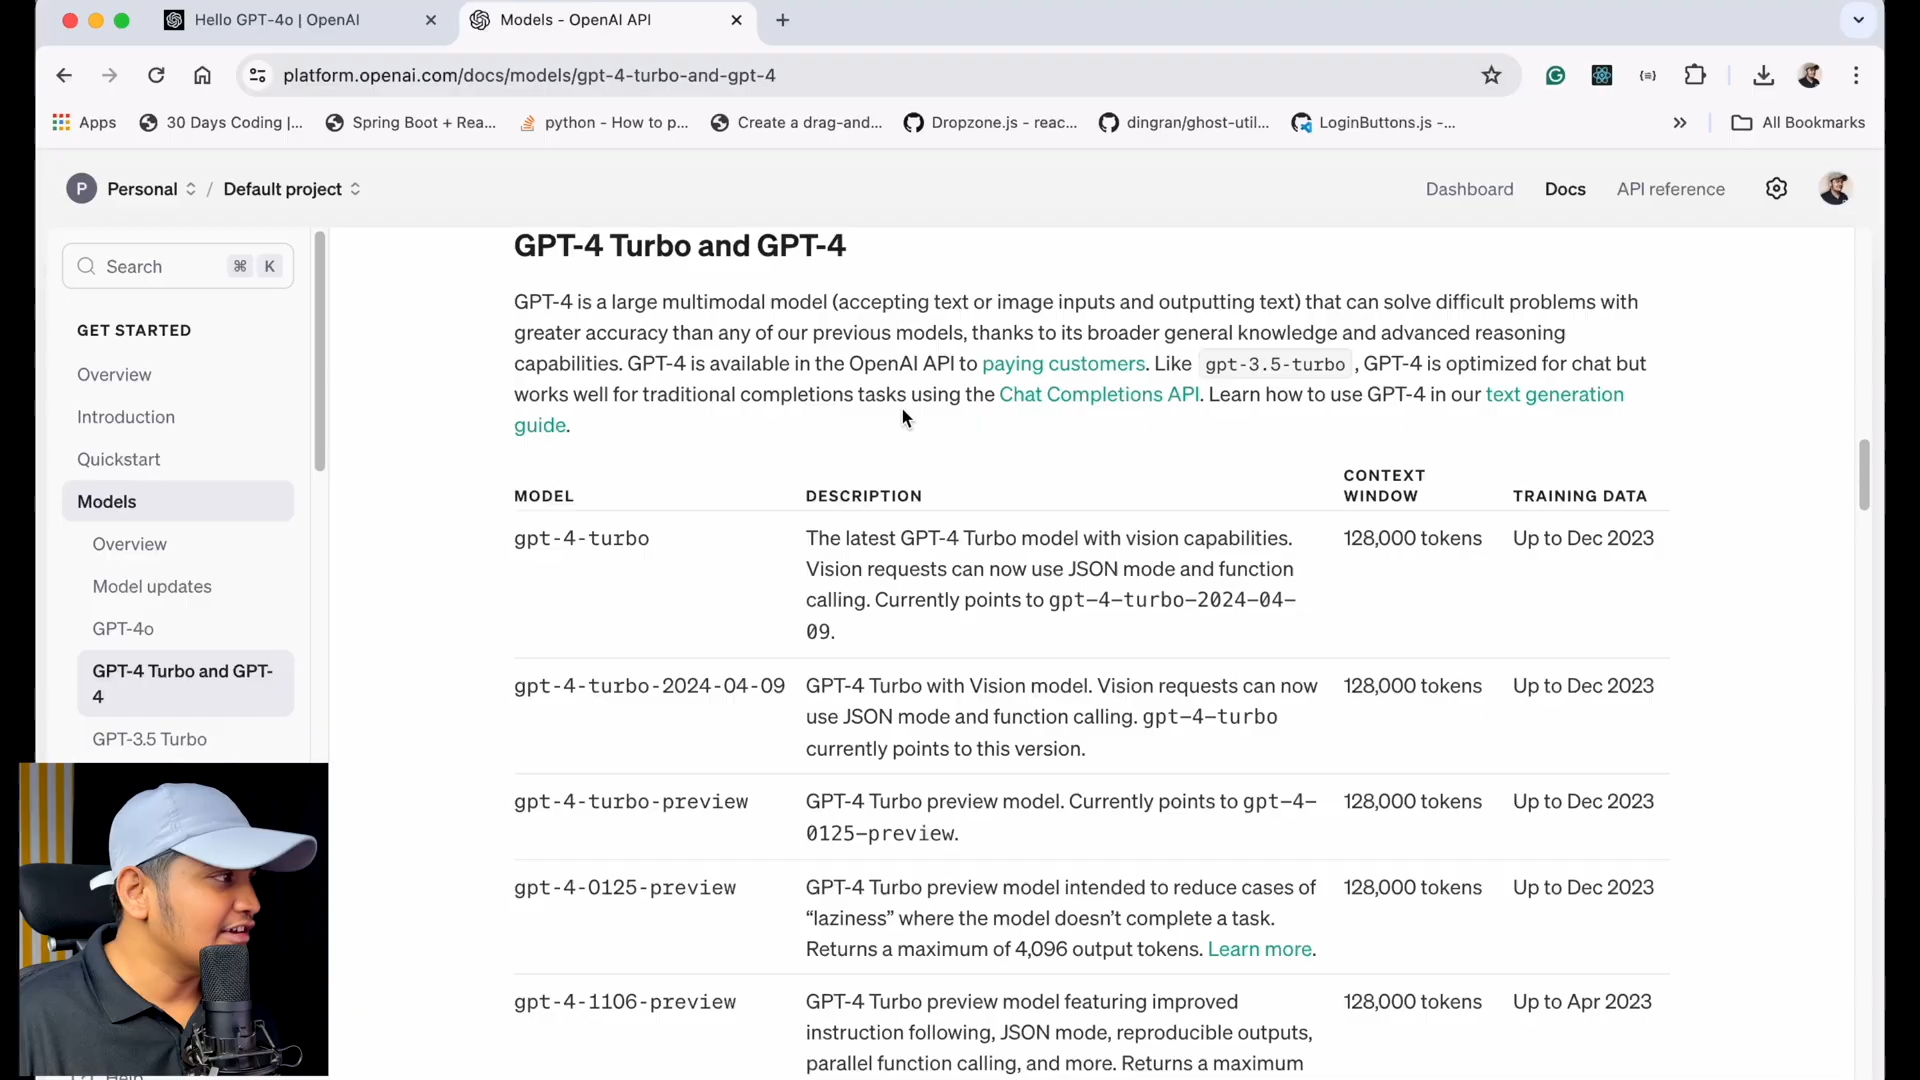 Hello GPT-4o | OpenAI
Models - OpenAI API
platform.openai.com/docs/models/gpt-4-turbo-and-gpt-4
Apps
30 Days Coding |...
Spring Boot + Rea...
python - How to p...
Create a drag-and...
Dropzone.js - reac...
dingran/ghost-util...
LoginButtons.js -...
All Bookmarks
P Personal / Default project
Dashboard Docs API reference
Search ⌘ K
GET STARTED
Overview
Introduction
Quickstart
Models
Overview
Model updates
GPT-4o
GPT-4 Turbo and GPT-
4
GPT-3.5 Turbo
GPT-4 Turbo and GPT-4
GPT-4 is a large multimodal model (accepting text or image inputs and outputting text) that can solve difficult problems with
greater accuracy than any of our previous models, thanks to its broader general knowledge and advanced reasoning
capabilities. GPT-4 is available in the OpenAI API to paying customers. Like gpt-3.5-turbo, GPT-4 is optimized for chat but
works well for traditional completions tasks using the Chat Completions API. Learn how to use GPT-4 in our text generation
guide.
MODEL DESCRIPTION CONTEXT
WINDOW TRAINING DATA
gpt-4-turbo The latest GPT-4 Turbo model with vision capabilities. 128,000 tokens Up to Dec 2023
Vision requests can now use JSON mode and function
calling. Currently points to gpt-4-turbo-2024-04-
09.
gpt-4-turbo-2024-04-09 GPT-4 Turbo with Vision model. Vision requests can now 128,000 tokens Up to Dec 2023
use JSON mode and function calling. gpt-4-turbo
currently points to this version.
gpt-4-turbo-preview GPT-4 Turbo preview model. Currently points to gpt-4- 128,000 tokens Up to Dec 2023
0125-preview.
gpt-4-0125-preview GPT-4 Turbo preview model intended to reduce cases of 128,000 tokens Up to Dec 2023
“laziness” where the model doesn’t complete a task.
Returns a maximum of 4,096 output tokens. Learn more.
gpt-4-1106-preview GPT-4 Turbo preview model featuring improved 128,000 tokens Up to Apr 2023
instruction following, JSON mode, reproducible outputs,
parallel function calling, and more. Returns a maximum